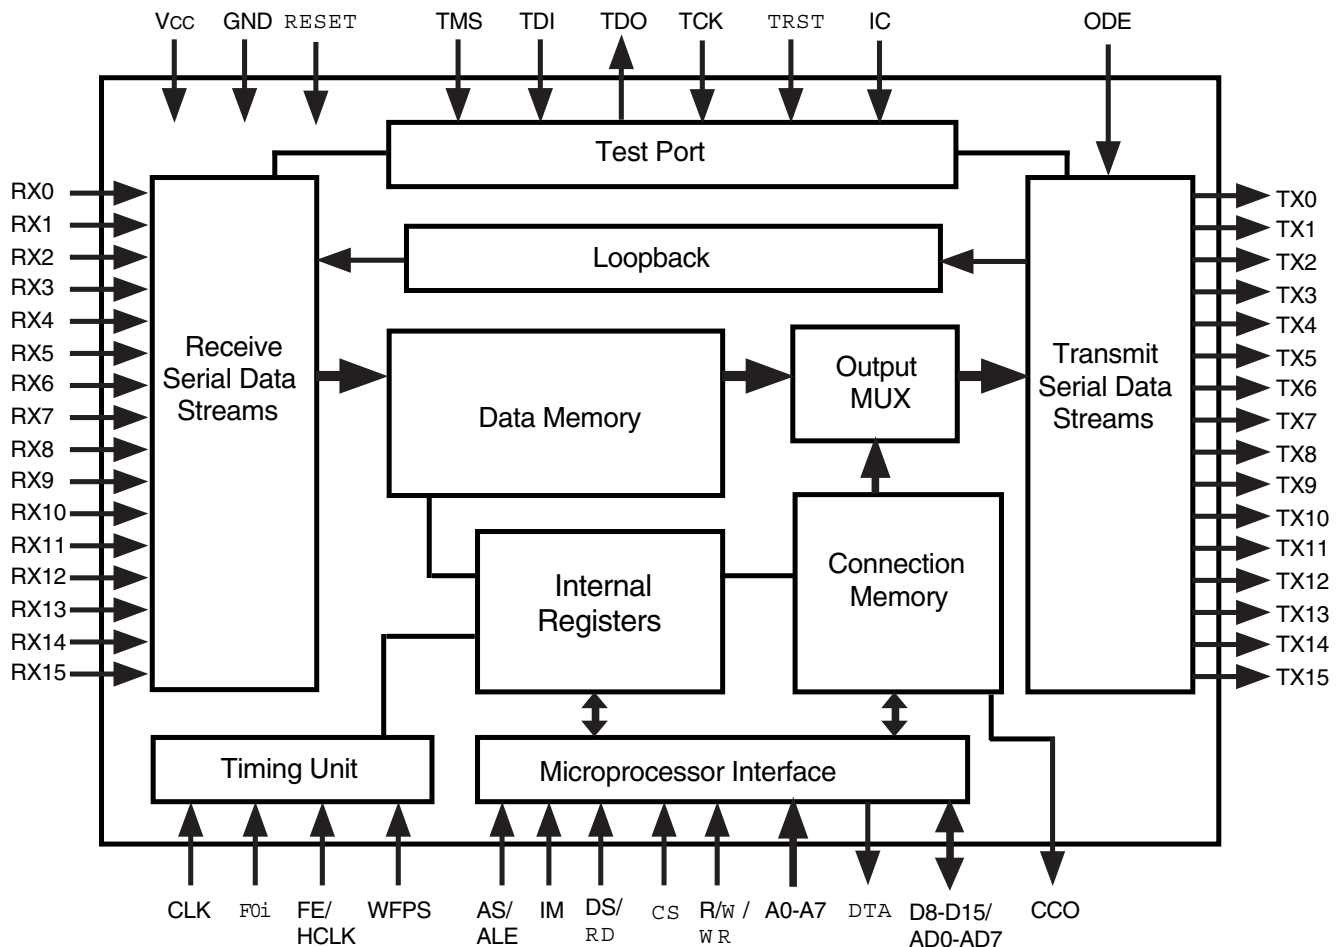 Vcc GND RESET TMS TDI TDO TCK TRST IC ODE
Test Port
RX0
RX1
RX2
RX3
RX4
RX5
RX6
RX7
RX8
RX9
RX10
RX11
RX12
RX13
RX14
RX15
Loopback
Receive
Serial Data
Streams
Data Memory
Output
MUX
Transmit
Serial Data
Streams
Internal
Registers
Connection
Memory
TX0
TX1
TX2
TX3
TX4
TX5
TX6
TX7
TX8
TX9
TX10
TX11
TX12
TX13
TX14
TX15
Timing Unit
Microprocessor Interface
CLK
F0i
FE/
HCLK
WFPS
AS/
ALE
IM
DS/
RD
CS
R/W /
WR
A0-A7
DTA
D8-D15/
AD0-AD7
CCO